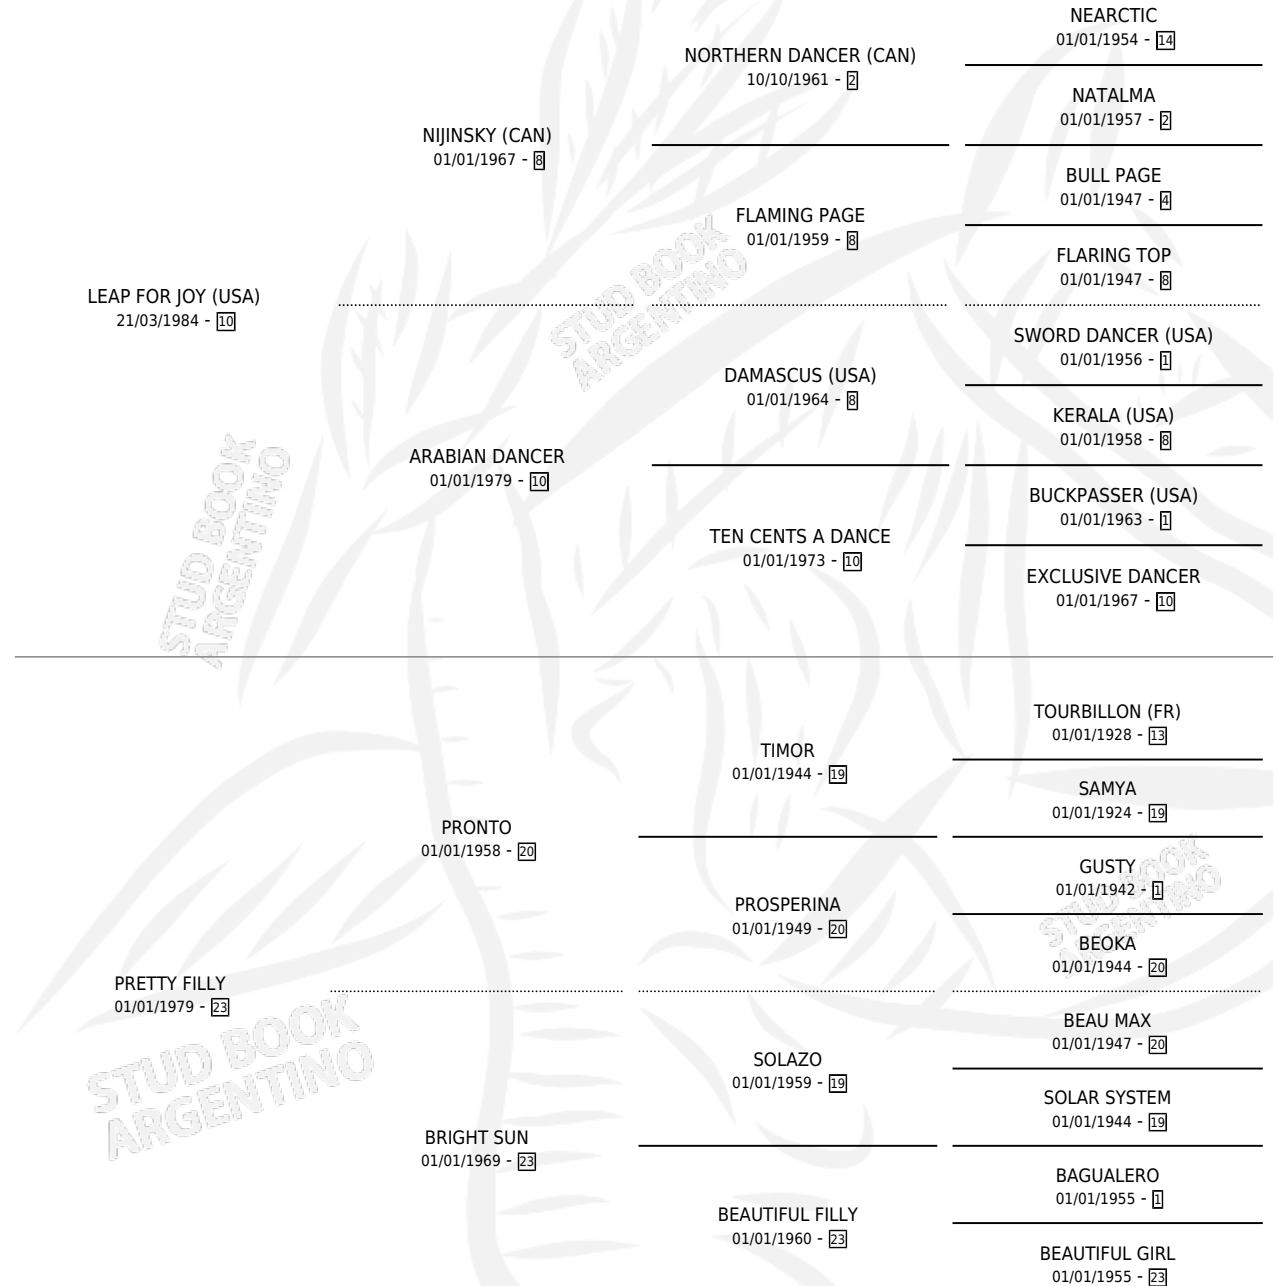 NEARCTIC
01/01/1954 - 14
NORTHERN DANCER (CAN)
10/10/1961 - 2
NATALMA
01/01/1957 - 2
NIJINSKY (CAN)
01/01/1967 - 8
BULL PAGE
01/01/1947 - 4
FLAMING PAGE
01/01/1959 - 8
FLARING TOP
01/01/1947 - 8
LEAP FOR JOY (USA)
21/03/1984 - 10
SWORD DANCER (USA)
01/01/1956 - 1
DAMASCUS (USA)
01/01/1964 - 8
KERALA (USA)
01/01/1958 - 8
ARABIAN DANCER
01/01/1979 - 10
BUCKPASSER (USA)
01/01/1963 - 1
TEN CENTS A DANCE
01/01/1973 - 10
EXCLUSIVE DANCER
01/01/1967 - 10
TOURBILLON (FR)
01/01/1928 - 13
TIMOR
01/01/1944 - 19
SAMYA
01/01/1924 - 19
PRONTO
01/01/1958 - 20
GUSTY
01/01/1942 - 1
PROSPERINA
01/01/1949 - 20
BEOKA
01/01/1944 - 20
PRETTY FILLY
01/01/1979 - 23
BEAU MAX
01/01/1947 - 20
SOLAZO
01/01/1959 - 19
SOLAR SYSTEM
01/01/1944 - 19
BRIGHT SUN
01/01/1969 - 23
BAGUALERO
01/01/1955 - 1
BEAUTIFUL FILLY
01/01/1960 - 23
BEAUTIFUL GIRL
01/01/1955 - 23
STUD BOOK
ARGENTINO
STUD BOOK
ARGENTINO
STUD BOOK
ARGENTINO
STUD BOOK
ARGENTINO